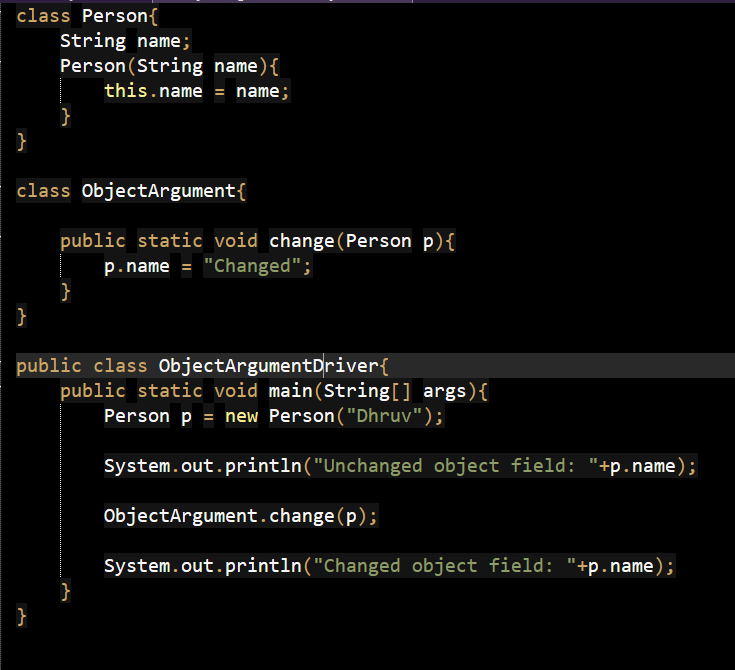 class Person{
String name;
Person(String name){
this.name = name;
}
}
class ObjectArgument{
public static void change(Person p){
p.name = "Changed";
}
}
public class ObjectArgumentDriver{
public static void main(String[] args){
Person p = new Person("Dhruv");
System.out.println("Unchanged object field: "+p.name);
ObjectArgument.change(p);
System.out.println("Changed object field: "+p.name);
}
}